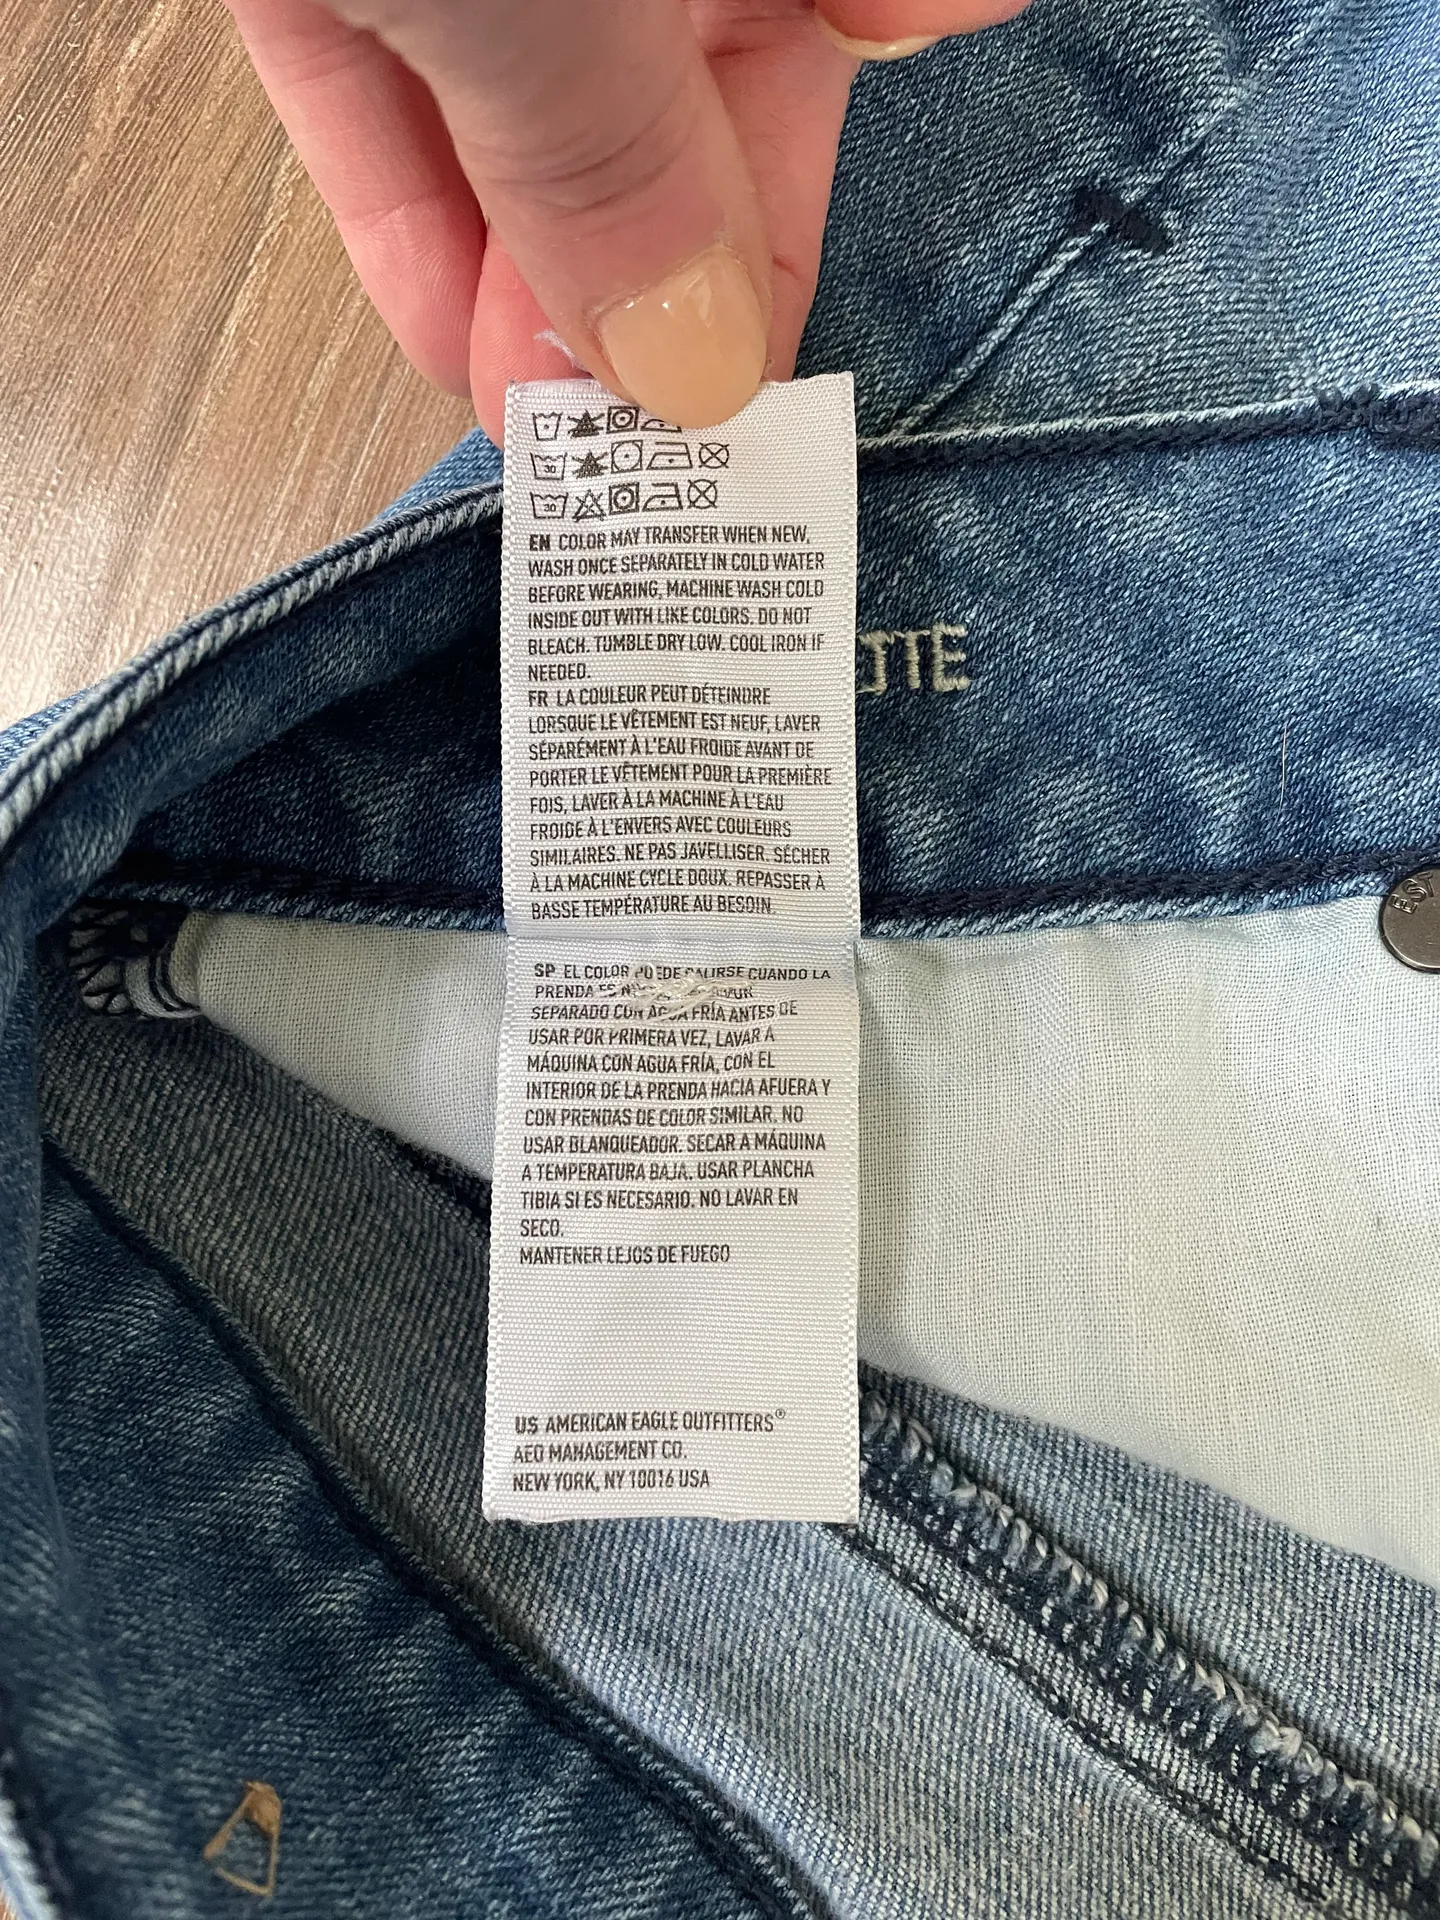 30
30
EN COLOR MAY TRANSFER WHEN NEW,
WASH ONCE SEPARATELY IN COLD WATER
BEFORE WEARING, MACHINE WASH COLD
INSIDE OUT WITH LIKE COLORS. DO NOT
BLEACH. TUMBLE DRY LOW. COOL IRON IF
NEEDED.
FR LA COULEUR PEUT DÉTEINDRE
LORSQUE LE VÊTEMENT EST NEUF, LAVER
SÉPARÉMENT À L'EAU FROIDE AVANT DE
PORTER LE VÊTEMENT POUR LA PREMIÈRE
FOIS, LAVER À LA MACHINE À L'EAU
FROIDE À L'ENVERS AVEC COULEURS
SIMILAIRES. NE PAS JAVELLISER. SÉCHER
À LA MACHINE CYCLE DOUX. REPASSER À
BASSE TEMPÉRATURE AU BESOIN.
SP EL COLOR PUEDE SALIRSE CUANDO LA
PRENDA ES
SEPARADO CON AGUA FRÍA ANTES DE
USAR POR PRIMERA VEZ, LAVAR A
MÁQUINA CON AGUA FRÍA, CON EL
INTERIOR DE LA PRENDA HACIA AFUERA Y
CON PRENDAS DE COLOR SIMILAR. NO
USAR BLANQUEADOR. SECAR A MÁQUINA
A TEMPERATURA BAJA. USAR PLANCHA
TIBIA SI ES NECESARIO. NO LAVAR EN
SECO.
MANTENER LEJOS DE FUEGO
US AMERICAN EAGLE OUTFITTERS®
AEO MANAGEMENT CO.
NEW YORK, NY 10016 USA